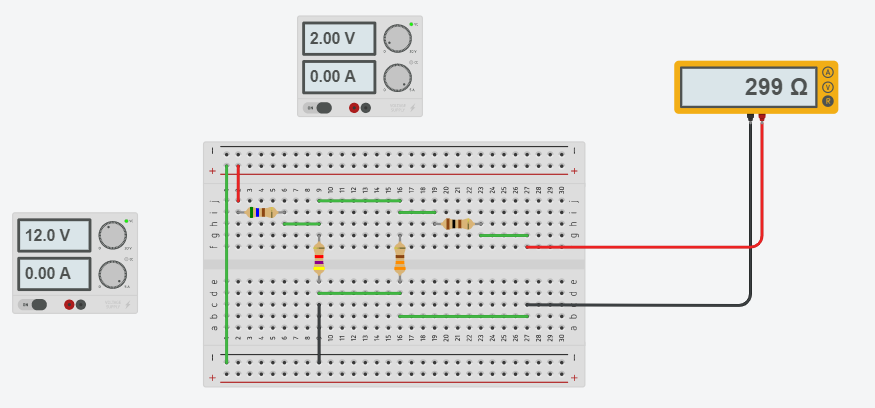 2.00 V
0.00 A
299 Ω
A
V
R
12.0 V
0.00 A
1 2 3 4 5 6 7 8 9 10 11 12 13 14 15 16 17 18 19 20 21 22 23 24 25 26 27 28 29 30
j j
i i
h h
g g
f f
e e
d d
c c
b b
a a
1 2 3 4 5 6 7 8 9 10 11 12 13 14 15 16 17 18 19 20 21 22 23 24 25 26 27 28 29 30